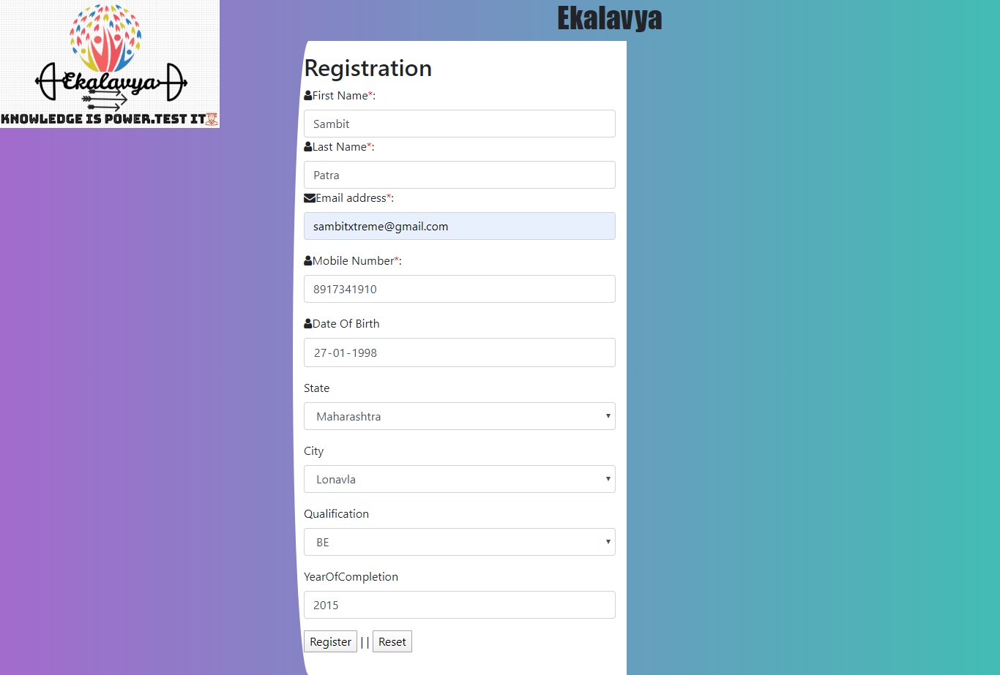 Ekalavya
Ekalavya
KNOWLEDGE IS POWER.TEST IT
Registration
First Name*:
Sambit
Last Name*:
Patra
Email address*:
sambitxtreme@gmail.com
Mobile Number*:
8917341910
Date Of Birth
27-01-1998
State
Maharashtra
City
Lonavla
Qualification
BE
YearOfCompletion
2015
Register || Reset